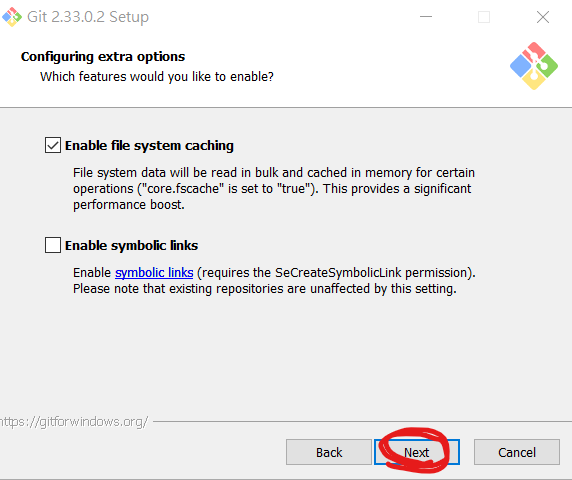 Git 2.33.0.2 Setup
Configuring extra options
Which features would you like to enable?
Enable file system caching
File system data will be read in bulk and cached in memory for certain
operations ("core.fscache" is set to "true"). This provides a significant
performance boost.
Enable symbolic links
Enable symbolic links (requires the SeCreateSymbolicLink permission).
Please note that existing repositories are unaffected by this setting.
https://gitforwindows.org/
Back Next Cancel